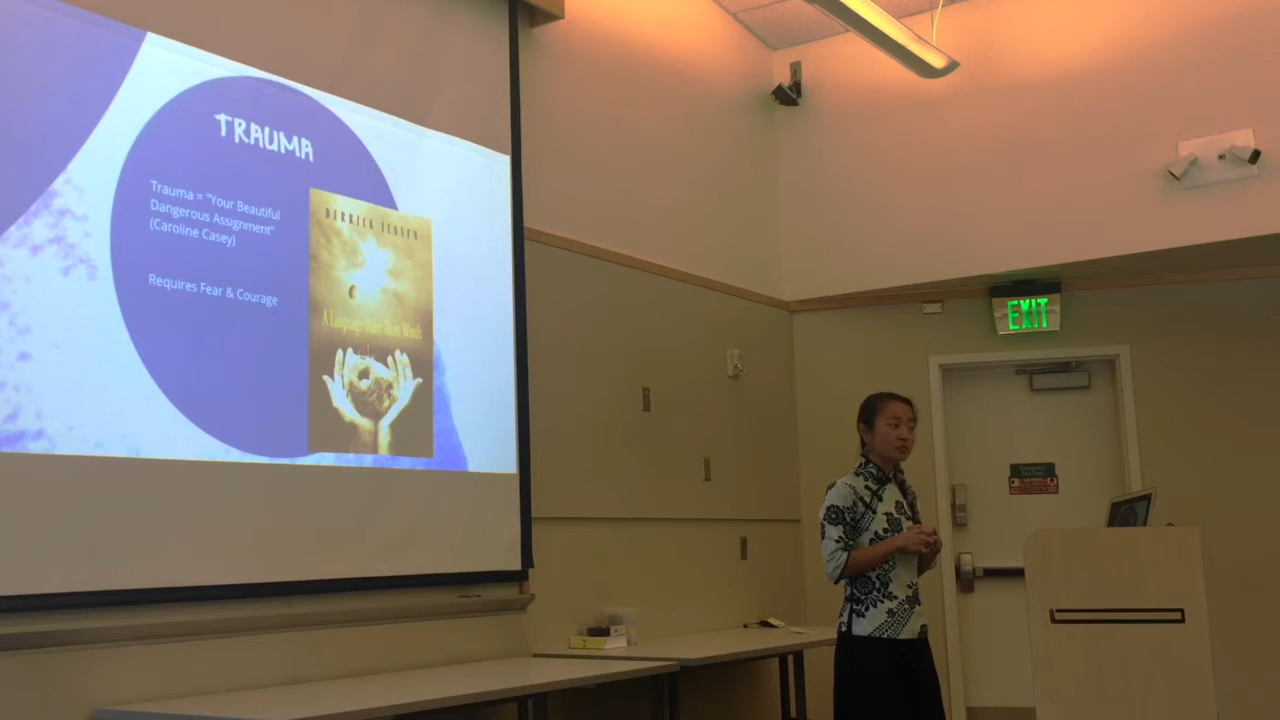 TRAUMA
Trauma = "Your Beautiful
Dangerous Assignment"
(Caroline Casey)
Requires Fear & Courage
DERRICK JENSEN
A Language Older Than Words
EXIT